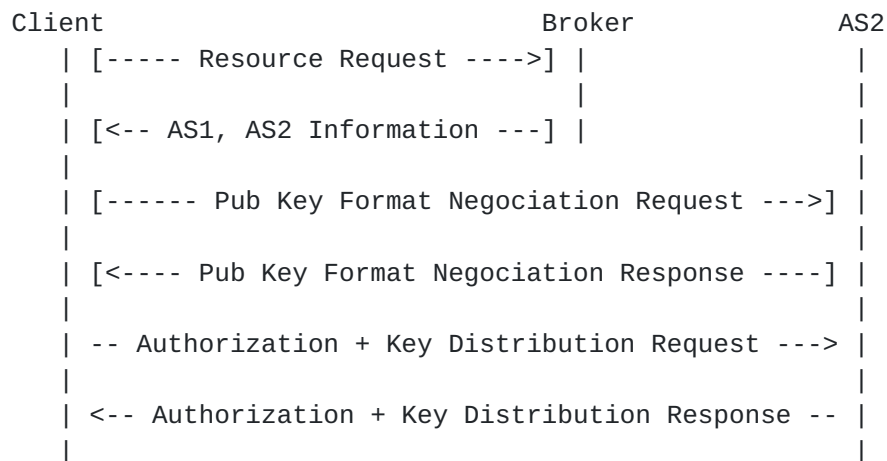 Client                             Broker             AS2
   | [----- Resource Request ---->] |                  |
   |                                |                  |
   | [<-- AS1, AS2 Information ---] |                  |
   |                                                   |
   | [------ Pub Key Format Negociation Request --->] |
   |                                                   |
   | [<---- Pub Key Format Negociation Response ----] |
   |                                                   |
   | -- Authorization + Key Distribution Request ---> |
   |                                                   |
   | <-- Authorization + Key Distribution Response -- |
   |                                                   |